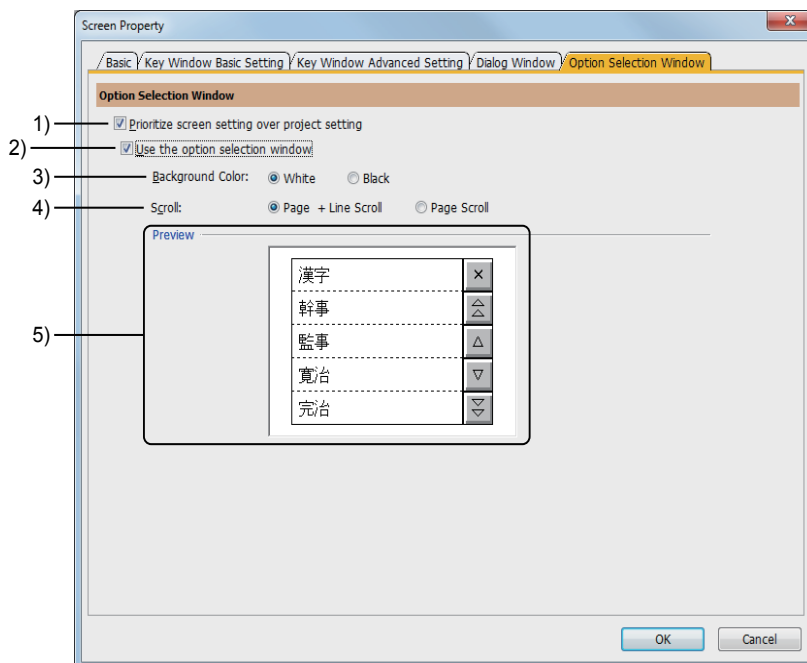 Screen Property
Basic Key Window Basic Setting Key Window Advanced Setting Dialog Window Option Selection Window
Option Selection Window
1) Prioritize screen setting over project setting
2) Use the option selection window
3) Background Color: White Black
4) Scroll: Page + Line Scroll Page Scroll
Preview
漢字
幹事
5) 監事
寛治
完治
OK Cancel